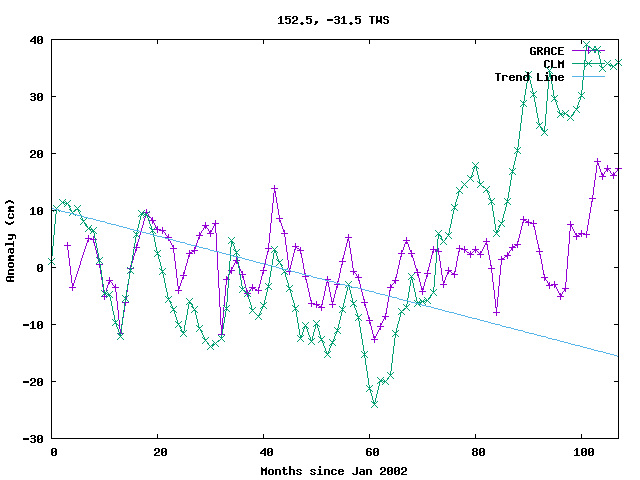 152.5, -31.5 TWS
GRACE
CLM
Trend Line
40
30
20
10
0
-10
-20
-30
Anomaly (cm)
0 20 40 60 80 100
Months since Jan 2002